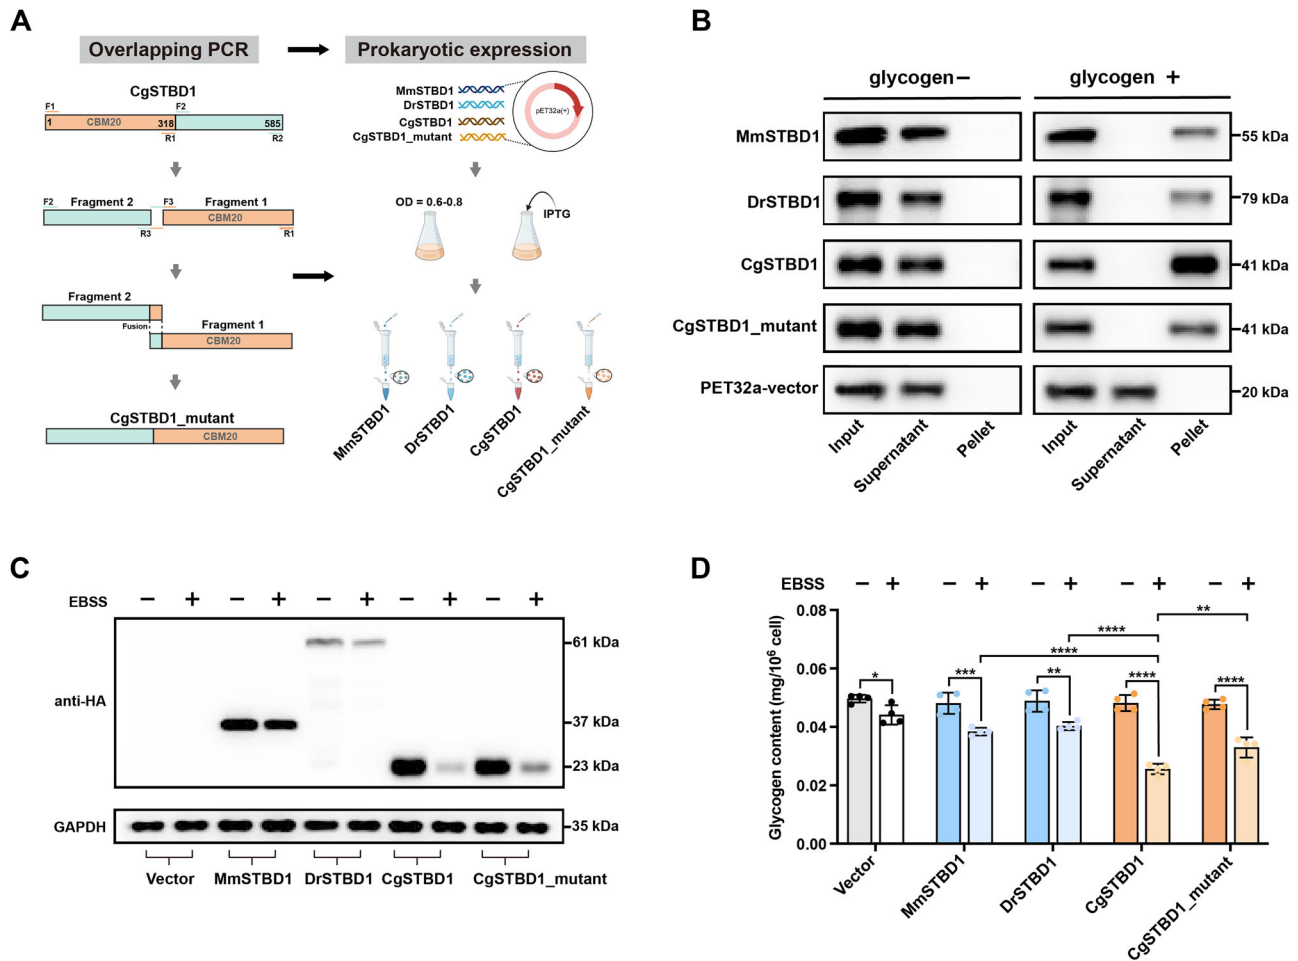 A
Overlapping PCR
Prokaryotic expression
CgSTBD1
F1
F2
1
CBM20
318
585
R1
R2
MmSTBD1
DrSTBD1
CgSTBD1
CgSTBD1_mutant
pET32a(+)
F2
Fragment 2
F3
Fragment 1
CBM20
R3
R1
OD = 0.6-0.8
IPTG
Fragment 2
Fusion
Fragment 1
CBM20
CgSTBD1_mutant
CBM20
MmSTBD1
DrSTBD1
CgSTBD1
CgSTBD1_mutant
B
glycogen −
glycogen +
MmSTBD1
55 kDa
DrSTBD1
79 kDa
CgSTBD1
41 kDa
CgSTBD1_mutant
41 kDa
PET32a-vector
20 kDa
Input
Supernatant
Pellet
Input
Supernatant
Pellet
C
EBSS − + − + − + − + − +
anti-HA
61 kDa
37 kDa
23 kDa
GAPDH
35 kDa
Vector
MmSTBD1
DrSTBD1
CgSTBD1
CgSTBD1_mutant
D
EBSS − + − + − + − + − +
Glycogen content (mg/10⁶ cell)
0.08
0.06
0.04
0.02
0.00
**
****
****
*
***
**
****
****
Vector
MmSTBD1
DrSTBD1
CgSTBD1
CgSTBD1_mutant